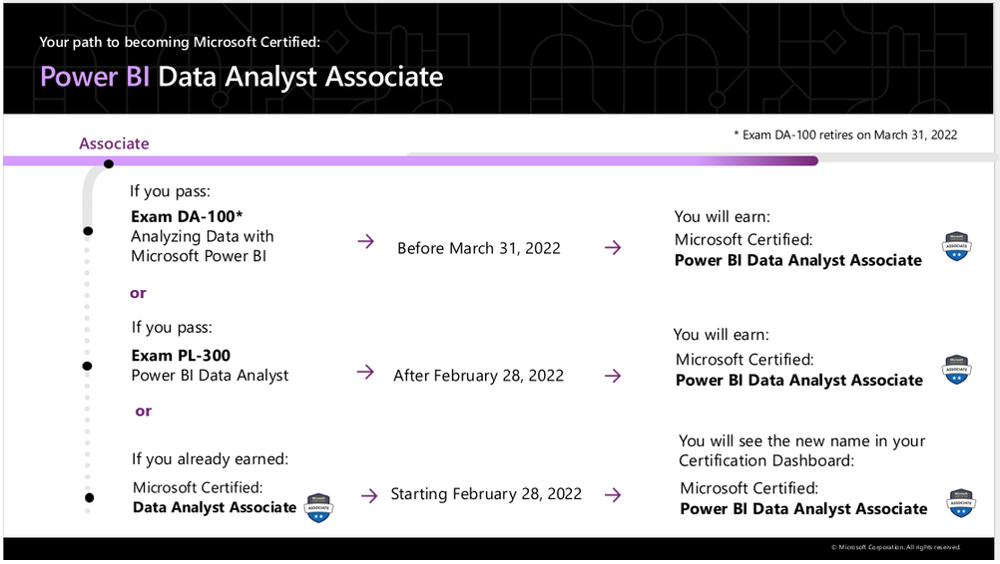 Your path to becoming Microsoft Certified:
Power BI Data Analyst Associate
* Exam DA-100 retires on March 31, 2022
Associate
If you pass:
Exam DA-100*
Analyzing Data with
Microsoft Power BI
Before March 31, 2022
You will earn:
Microsoft Certified:
Power BI Data Analyst Associate
ASSOCIATE
or
If you pass:
Exam PL-300
Power BI Data Analyst
After February 28, 2022
You will earn:
Microsoft Certified:
Power BI Data Analyst Associate
ASSOCIATE
or
If you already earned:
Microsoft Certified:
Data Analyst Associate
ASSOCIATE
Starting February 28, 2022
You will see the new name in your
Certification Dashboard:
Microsoft Certified:
Power BI Data Analyst Associate
ASSOCIATE
© Microsoft Corporation. All rights reserved.